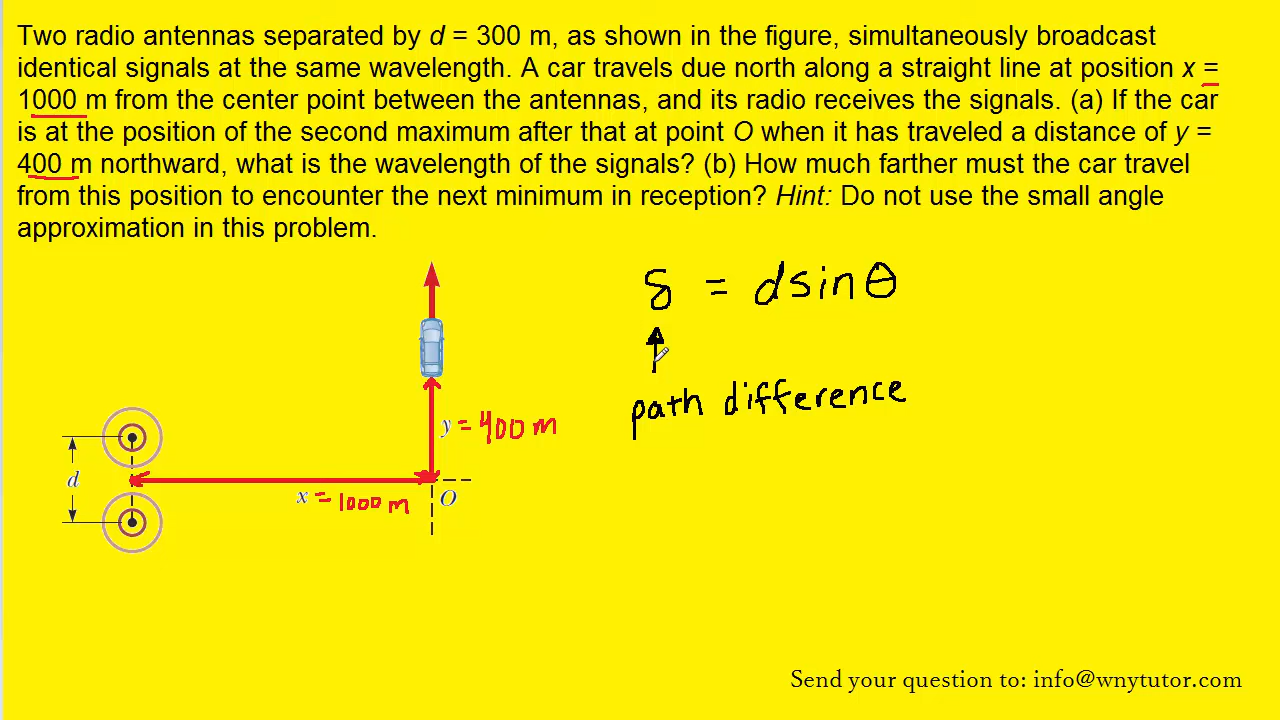 Two radio antennas separated by d = 300 m, as shown in the figure, simultaneously broadcast
identical signals at the same wavelength. A car travels due north along a straight line at position x =
1000 m from the center point between the antennas, and its radio receives the signals. (a) If the car
is at the position of the second maximum after that at point O when it has traveled a distance of y =
400 m northward, what is the wavelength of the signals? (b) How much farther must the car travel
from this position to encounter the next minimum in reception? Hint: Do not use the small angle
approximation in this problem.
δ = dsinθ
path difference
y = 400 m
d
x = 1000 m
O
Send your question to: info@wnytutor.com